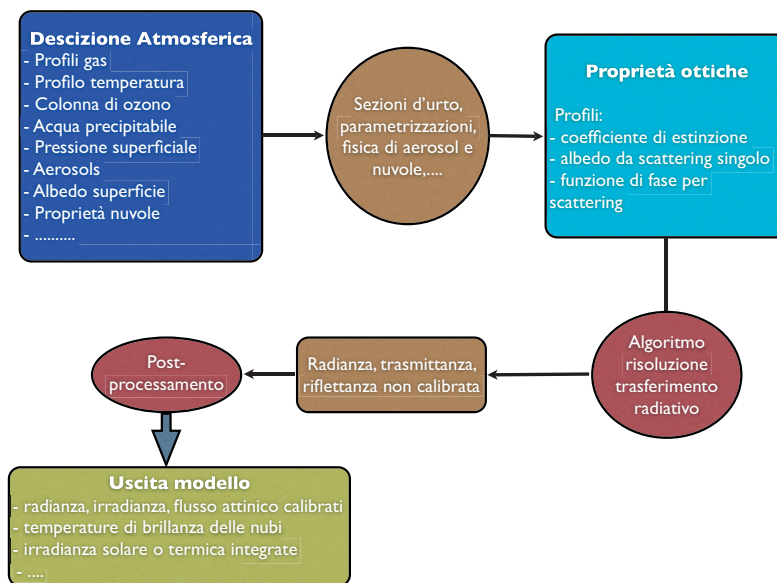 Descizione Atmosferica
- Profili gas
- Profilo temperatura
- Colonna di ozono
- Acqua precipitabile
- Pressione superficiale
- Aerosols
- Albedo superficie
- Proprietà nuvole
- ..........
Sezioni d'urto,
parametrizzazioni,
fisica di aerosol e
nuvole,....
Proprietà ottiche
Profili:
- coefficiente di estinzione
- albedo da scattering singolo
- funzione di fase per
scattering
Algoritmo
risoluzione
trasferimento
radiativo
Radianza, trasmittanza,
riflettanza non calibrata
Post-
processamento
Uscita modello
- radianza, irradianza, flusso attinico calibrati
- temperature di brillanza delle nubi
- irradianza solare o termica integrate
- ....